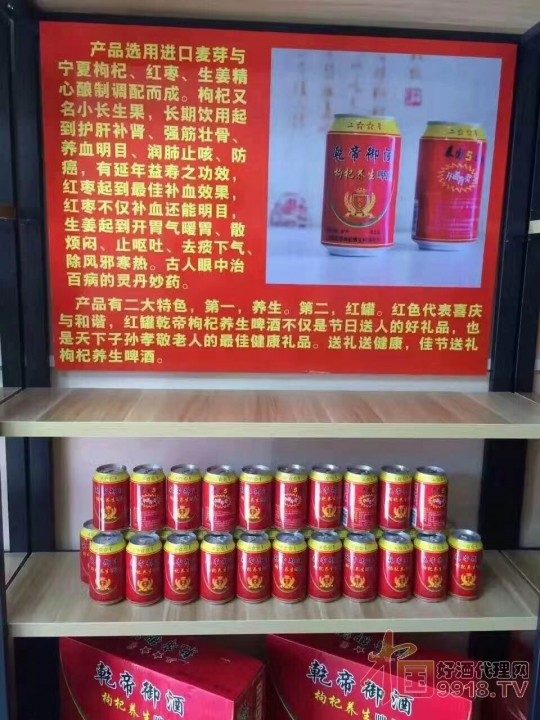 产品选用进口麦芽与
宁夏枸杞、红枣、生姜精
心酿制调配而成。枸杞又
名小长生果，长期饮用起
到护肝补肾、强筋壮骨、
养血明目、润肺止咳、防
癌，有延年益寿之功效，
红枣起到最佳补血效果，
红枣不仅补血还能明目，
生姜起到开胃气暖胃、散
烦闷、止呕吐、去痰下气、
除风邪寒热。古人眼中治
百病的灵丹妙药。
乾帝御酒
枸杞养生啤酒
产品有二大特色，第一，养生。第二，红罐。红色代表喜庆
与和谐，红罐乾帝枸杞养生啤酒不仅是节日送人的好礼品，也
是天下子孙孝敬老人的最佳健康礼品。送礼送健康，佳节送礼
枸杞养生啤酒。
乾帝御酒
枸杞养生
乾帝御酒
枸杞养生
中国好酒代理网
9918.TV